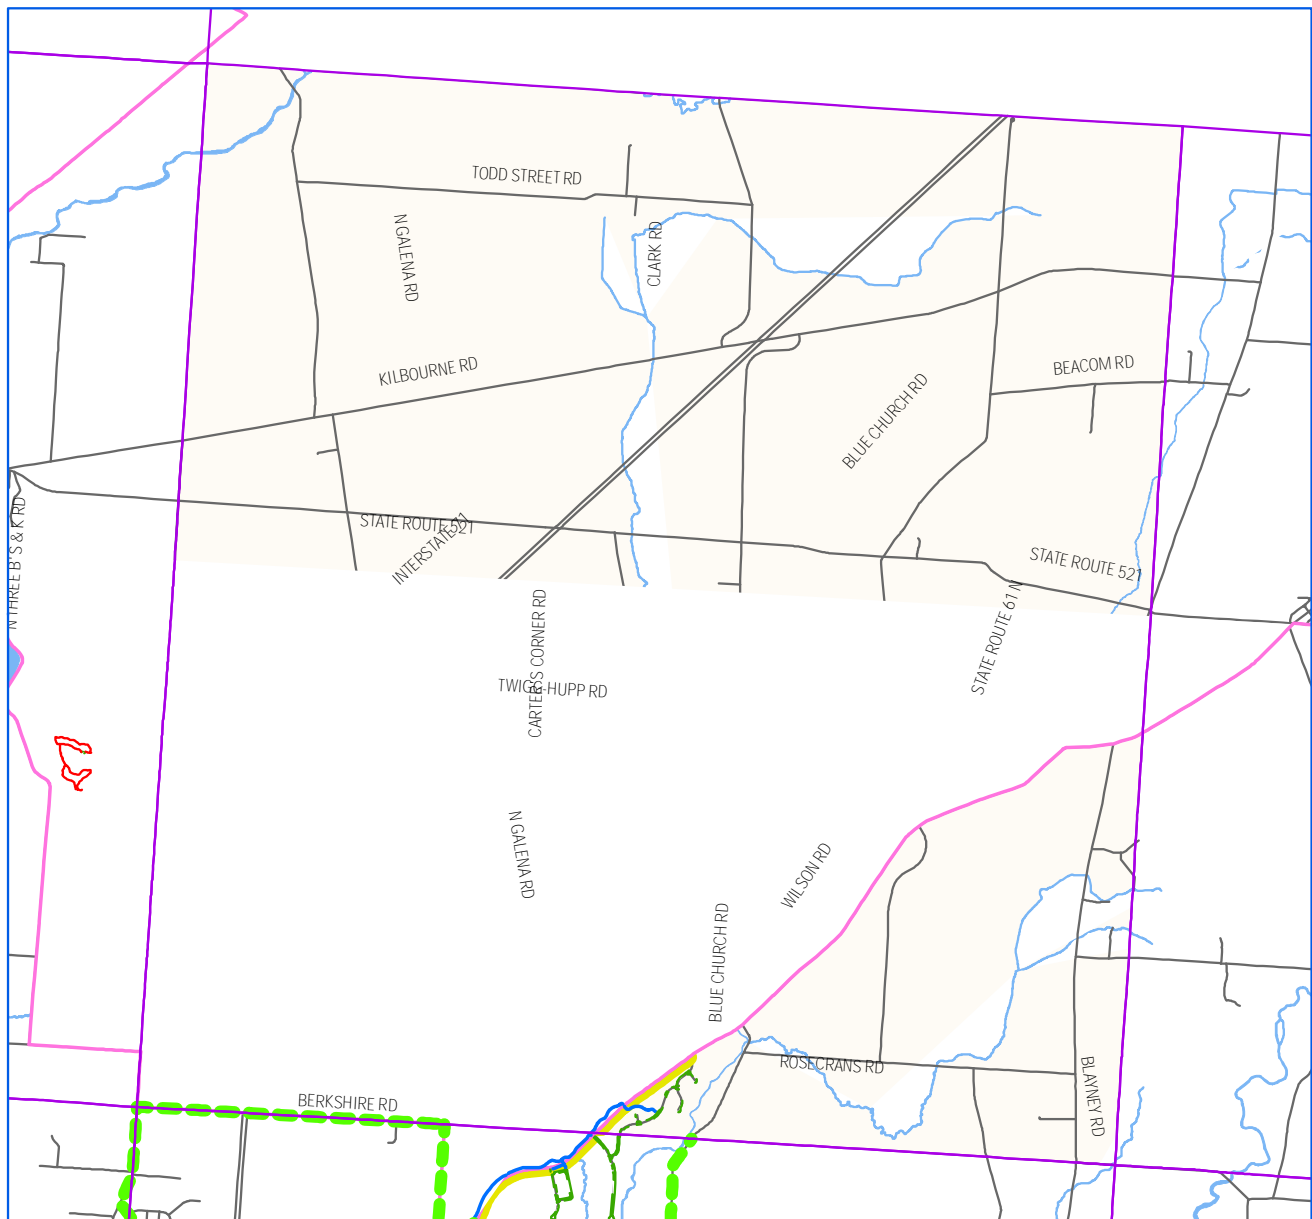 TODD STREET RD
N GALENA RD
CLARK RD
KILBOURNE RD
BEACOM RD
BLUE CHURCH RD
N THREE B'S & K RD
STATE ROUTE 521
INTERSTATE 71
STATE ROUTE 521
STATE ROUTE 61 N
CARTER'S CORNER RD
TWIGG-HUPP RD
N GALENA RD
WILSON RD
BLUE CHURCH RD
ROSECRANS RD
BLAYNEY RD
BERKSHIRE RD